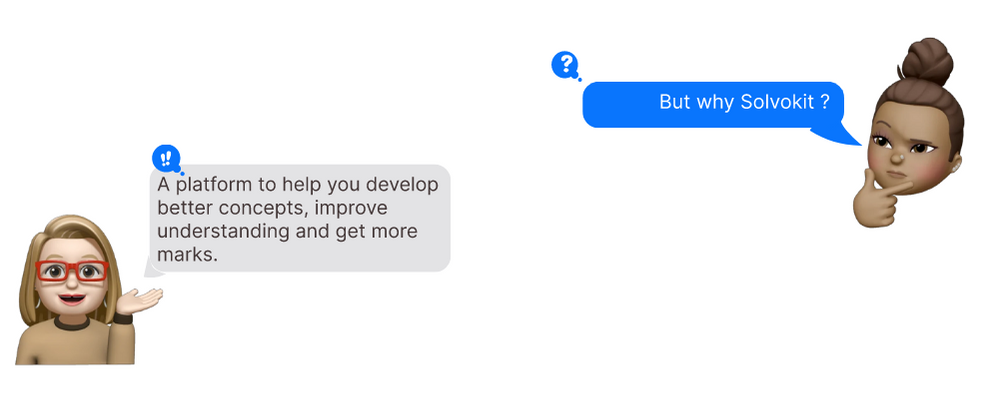 But why Solvokit ?
A platform to help you develop
better concepts, improve
understanding and get more
marks.